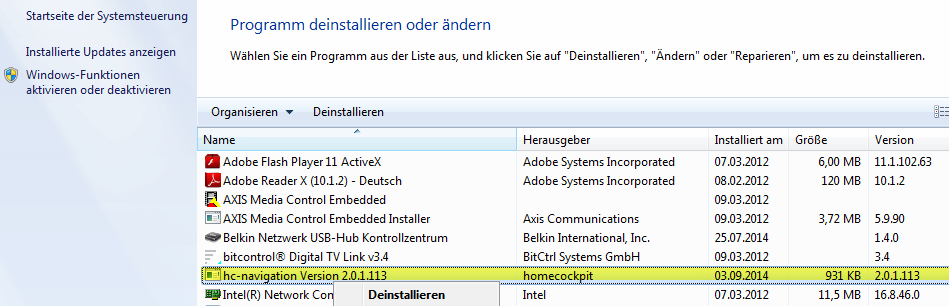 Startseite der Systemsteuerung
Installierte Updates anzeigen
Windows-Funktionen
aktivieren oder deaktivieren
Programm deinstallieren oder ändern
Wählen Sie ein Programm aus der Liste aus, und klicken Sie auf "Deinstallieren", "Ändern" oder "Reparieren", um es zu deinstallieren.
Organisieren Deinstallieren
Name Herausgeber Installiert am Größe Version
Adobe Flash Player 11 ActiveX Adobe Systems Incorporated 07.03.2012 6,00 MB 11.1.102.63
Adobe Reader X (10.1.2) - Deutsch Adobe Systems Incorporated 08.02.2012 120 MB 10.1.2
AXIS Media Control Embedded 09.03.2012
AXIS Media Control Embedded Installer Axis Communications 09.03.2012 3,72 MB 5.9.90
Belkin Netzwerk USB-Hub Kontrollzentrum Belkin International, Inc. 25.07.2014 1.4.0
bitcontrol® Digital TV Link v3.4 BitCtrl Systems GmbH 09.03.2012 3.4
hc-navigation Version 2.0.1.113 homecockpit 03.09.2014 931 KB 2.0.1.113
Intel(R) Network Con Deinstallieren Intel 07.03.2012 11,5 MB 16.8.46.0